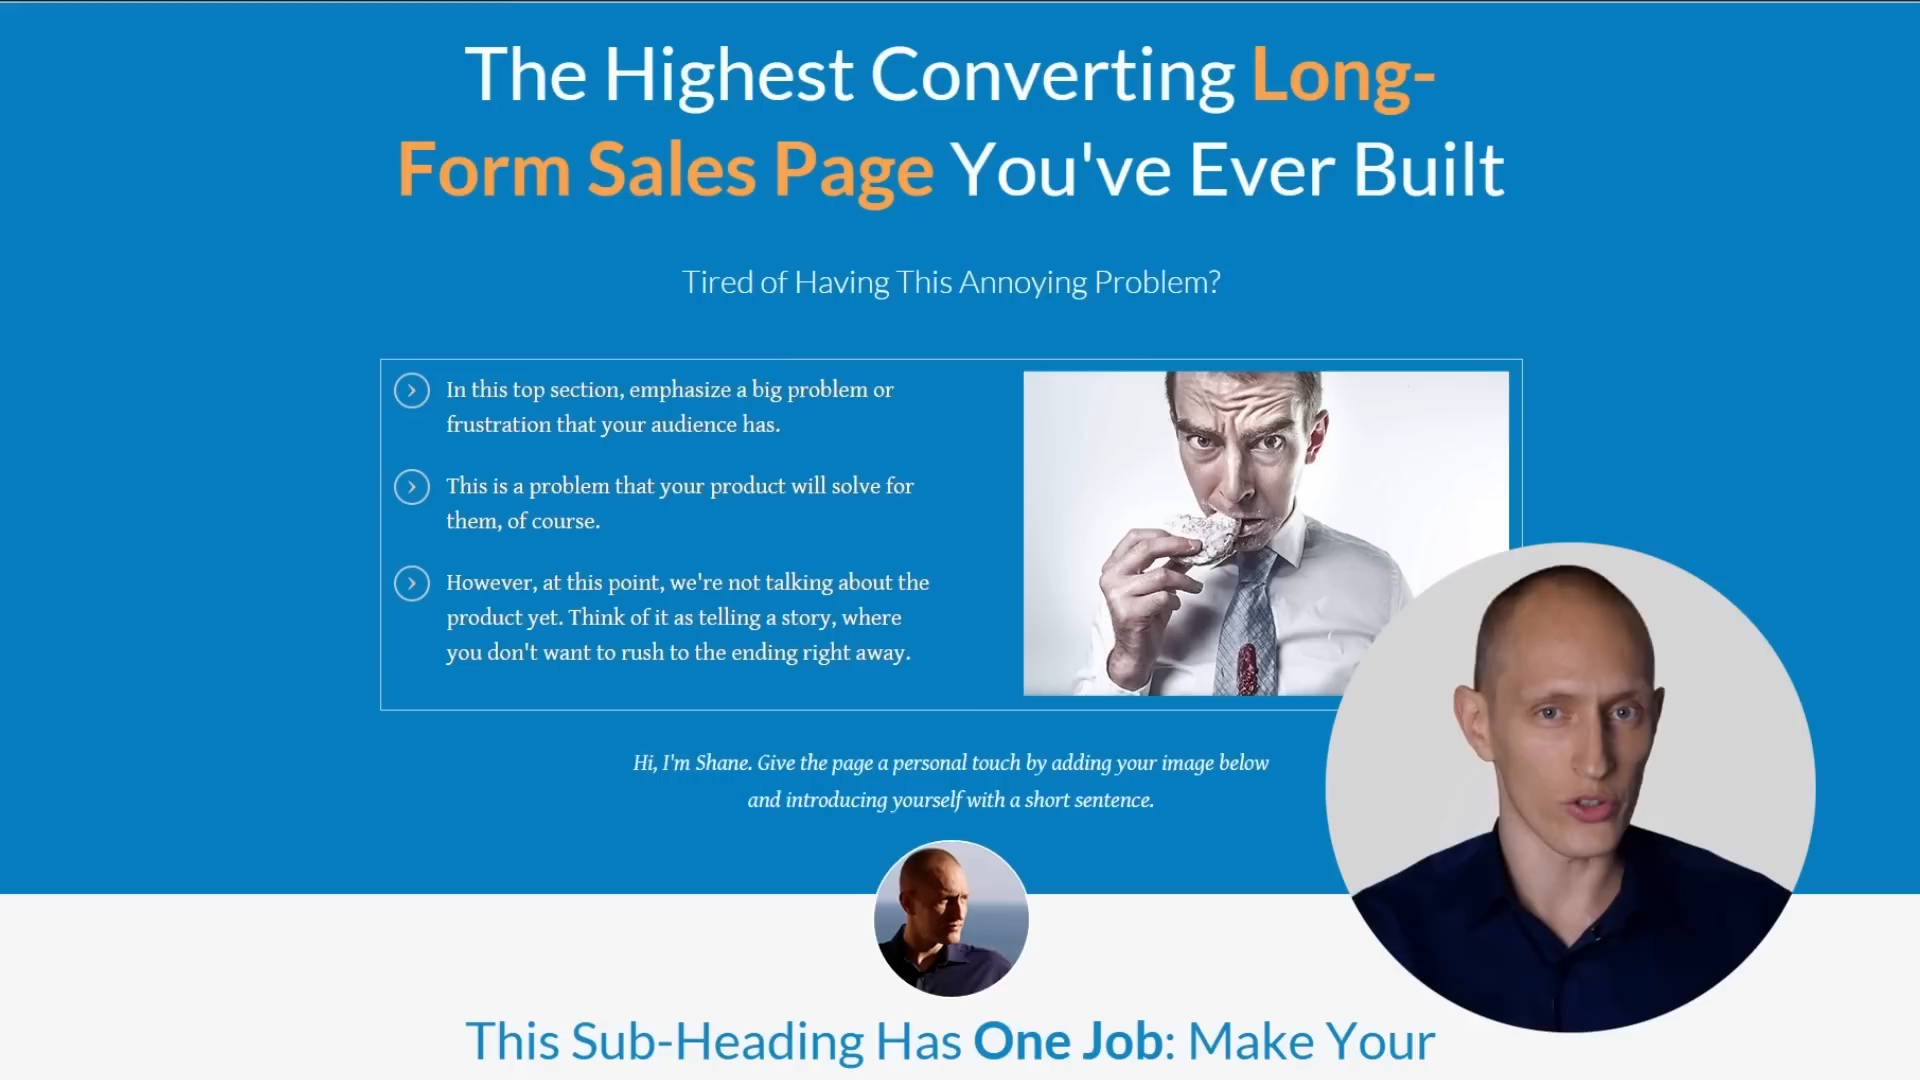 The Highest Converting Long-
Form Sales Page You've Ever Built
Tired of Having This Annoying Problem?
In this top section, emphasize a big problem or
frustration that your audience has.
This is a problem that your product will solve for
them, of course.
However, at this point, we're not talking about the
product yet. Think of it as telling a story, where
you don't want to rush to the ending right away.
Hi, I'm Shane. Give the page a personal touch by adding your image below
and introducing yourself with a short sentence.
This Sub-Heading Has One Job: Make Your